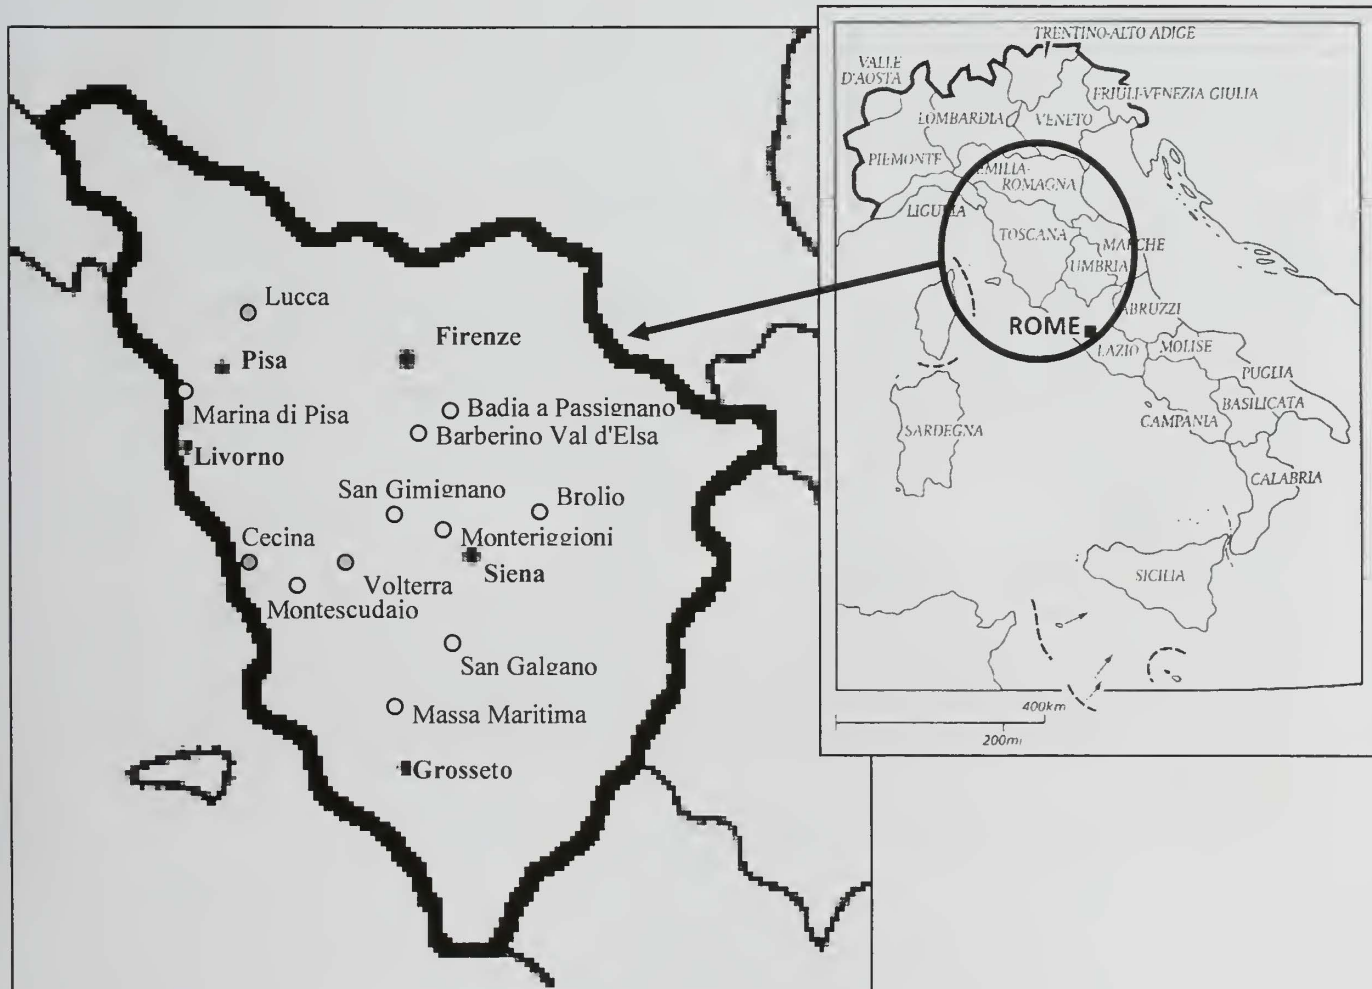 Lucca
Firenze
Pisa
Marina di Pisa
Badia a Passignano
Barberino Val d'Elsa
Livorno
San Gimignano
Brolio
Cecina
Monteriggioni
Volterra
Siena
Montescudaio
San Galgano
Massa Maritima
Grosseto
TRENTINO-ALTO ADIGE
VALLE
D'AOSTA
FRIULI-VENEZIA GIULIA
LOMBARDIA
VENETO
PIEMONTE
EMILIA-
ROMAGNA
LIGURIA
TOSCANA
MARCHE
UMBRIA
ABRUZZI
ROME
LAZIO
MOLISE
PUGLIA
BASILICATA
CAMPANIA
SARDEGNA
CALABRIA
SICILIA
400km
200mi